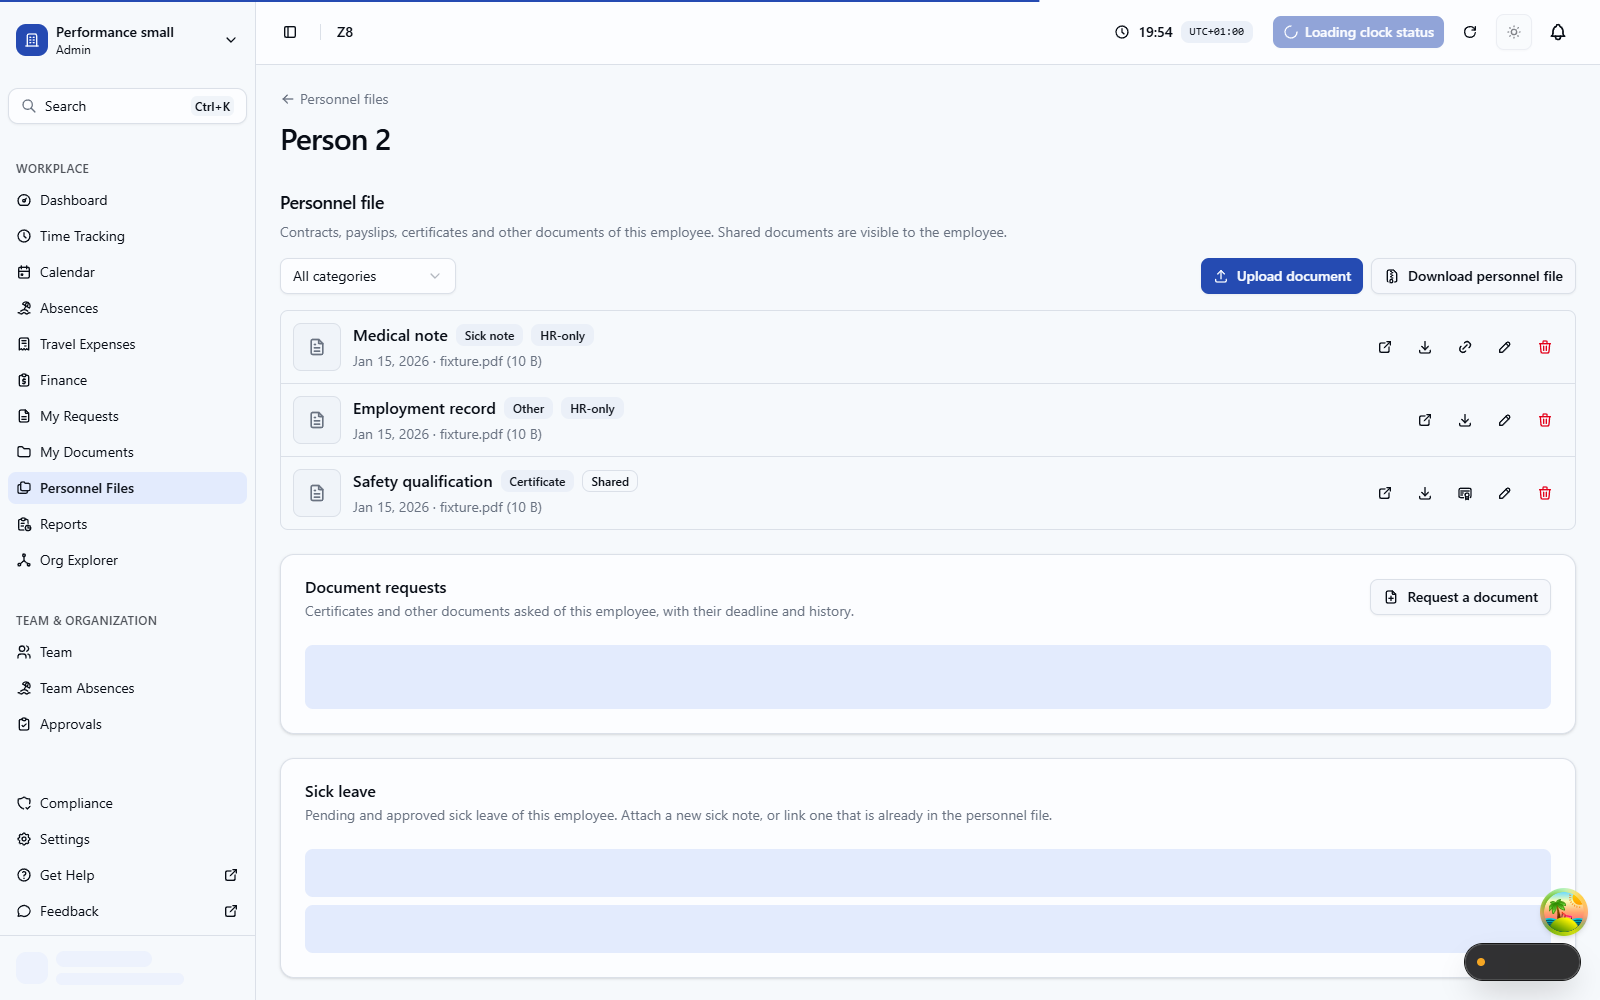 Performance small
Admin
Search
Ctrl+K
WORKPLACE
Dashboard
Time Tracking
Calendar
Absences
Travel Expenses
Finance
My Requests
My Documents
Personnel Files
Reports
Org Explorer
TEAM & ORGANIZATION
Team
Team Absences
Approvals
Compliance
Settings
Get Help
Feedback
Z8
19:54
UTC+01:00
Loading clock status
Personnel files
Person 2
Personnel file
Contracts, payslips, certificates and other documents of this employee. Shared documents are visible to the employee.
All categories
Upload document
Download personnel file
Medical note Sick note HR-only
Jan 15, 2026 · fixture.pdf (10 B)
Employment record Other HR-only
Jan 15, 2026 · fixture.pdf (10 B)
Safety qualification Certificate Shared
Jan 15, 2026 · fixture.pdf (10 B)
Document requests
Certificates and other documents asked of this employee, with their deadline and history.
Request a document
Sick leave
Pending and approved sick leave of this employee. Attach a new sick note, or link one that is already in the personnel file.